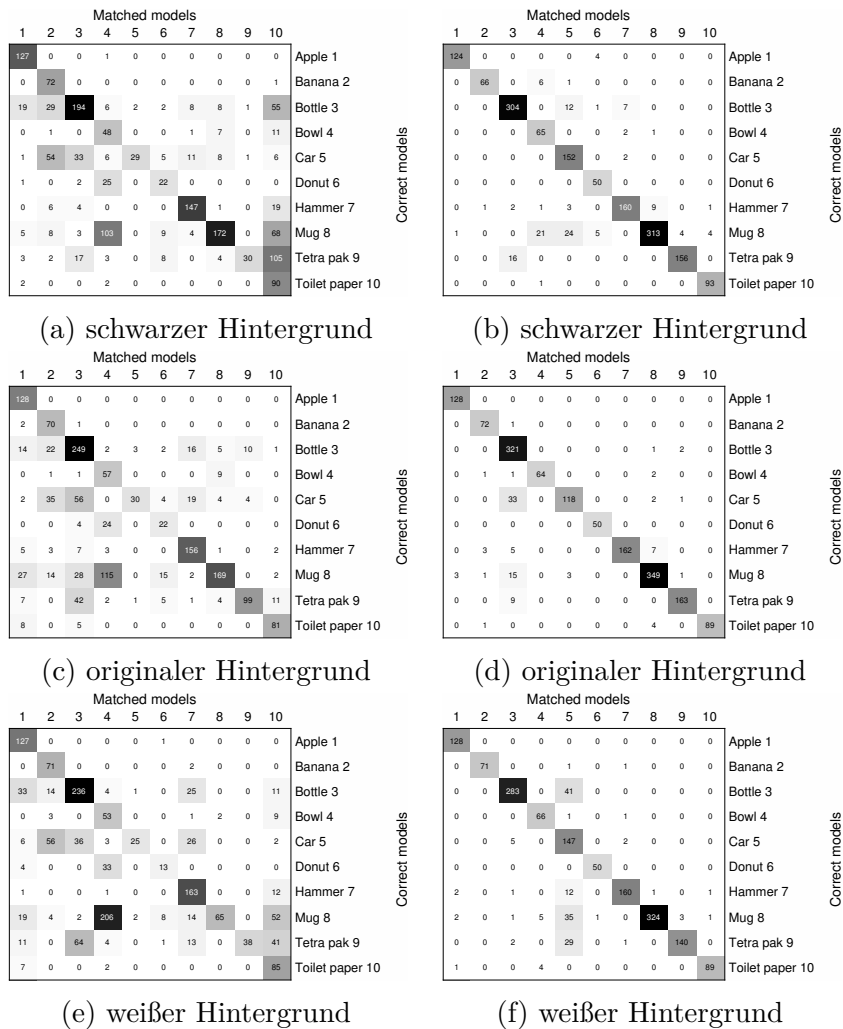 Matched models
1 2 3 4 5 6 7 8 9 10
127 0 0 1 0 0 0 0 0 0 Apple 1
0 72 0 0 0 0 0 0 0 1 Banana 2
19 29 194 6 2 2 8 8 1 55 Bottle 3
0 1 0 48 0 0 1 7 0 11 Bowl 4
1 54 33 6 29 5 11 8 1 6 Car 5
1 0 2 25 0 22 0 0 0 0 Donut 6
0 6 4 0 0 0 147 1 0 19 Hammer 7
5 8 3 103 0 9 4 172 0 68 Mug 8
3 2 17 3 0 8 0 4 30 105 Tetra pak 9
2 0 0 2 0 0 0 0 0 90 Toilet paper 10
Correct models
(a) schwarzer Hintergrund
Matched models
1 2 3 4 5 6 7 8 9 10
124 0 0 0 0 4 0 0 0 0 Apple 1
0 66 0 6 1 0 0 0 0 0 Banana 2
0 0 304 0 12 1 7 0 0 0 Bottle 3
0 0 0 65 0 0 2 1 0 0 Bowl 4
0 0 0 0 152 0 2 0 0 0 Car 5
0 0 0 0 0 50 0 0 0 0 Donut 6
0 1 2 1 3 0 160 9 0 1 Hammer 7
1 0 0 21 24 5 0 313 4 4 Mug 8
0 0 16 0 0 0 0 0 156 0 Tetra pak 9
0 0 0 1 0 0 0 0 0 93 Toilet paper 10
Correct models
(b) schwarzer Hintergrund
Matched models
1 2 3 4 5 6 7 8 9 10
128 0 0 0 0 0 0 0 0 0 Apple 1
2 70 1 0 0 0 0 0 0 0 Banana 2
14 22 249 2 3 2 16 5 10 1 Bottle 3
0 1 1 57 0 0 0 9 0 0 Bowl 4
2 35 56 0 30 4 19 4 4 0 Car 5
0 0 4 24 0 22 0 0 0 0 Donut 6
5 3 7 3 0 0 156 1 0 2 Hammer 7
27 14 28 115 0 15 2 169 0 2 Mug 8
7 0 42 2 1 5 1 4 99 11 Tetra pak 9
8 0 5 0 0 0 0 0 0 81 Toilet paper 10
Correct models
(c) originaler Hintergrund
Matched models
1 2 3 4 5 6 7 8 9 10
128 0 0 0 0 0 0 0 0 0 Apple 1
0 72 1 0 0 0 0 0 0 0 Banana 2
0 0 321 0 0 0 0 1 2 0 Bottle 3
0 1 1 64 0 0 0 2 0 0 Bowl 4
0 0 33 0 118 0 0 2 1 0 Car 5
0 0 0 0 0 50 0 0 0 0 Donut 6
0 3 5 0 0 0 162 7 0 0 Hammer 7
3 1 15 0 3 0 0 349 1 0 Mug 8
0 0 9 0 0 0 0 0 163 0 Tetra pak 9
0 1 0 0 0 0 0 4 0 89 Toilet paper 10
Correct models
(d) originaler Hintergrund
Matched models
1 2 3 4 5 6 7 8 9 10
127 0 0 0 0 1 0 0 0 0 Apple 1
0 71 0 0 0 0 2 0 0 0 Banana 2
33 14 236 4 1 0 25 0 0 11 Bottle 3
0 3 0 53 0 0 1 2 0 9 Bowl 4
6 56 36 3 25 0 26 0 0 2 Car 5
4 0 0 33 0 13 0 0 0 0 Donut 6
1 0 0 1 0 0 163 0 0 12 Hammer 7
19 4 2 206 2 8 14 65 0 52 Mug 8
11 0 64 4 0 1 13 0 38 41 Tetra pak 9
7 0 0 2 0 0 0 0 0 85 Toilet paper 10
Correct models
(e) weißer Hintergrund
Matched models
1 2 3 4 5 6 7 8 9 10
128 0 0 0 0 0 0 0 0 0 Apple 1
0 71 0 0 1 0 1 0 0 0 Banana 2
0 0 283 0 41 0 0 0 0 0 Bottle 3
0 0 0 66 1 0 1 0 0 0 Bowl 4
0 0 5 0 147 0 2 0 0 0 Car 5
0 0 0 0 0 50 0 0 0 0 Donut 6
2 0 1 0 12 0 160 1 0 1 Hammer 7
2 0 1 5 35 1 0 324 3 1 Mug 8
0 0 2 0 29 0 1 0 140 0 Tetra pak 9
1 0 0 4 0 0 0 0 0 89 Toilet paper 10
Correct models
(f) weißer Hintergrund